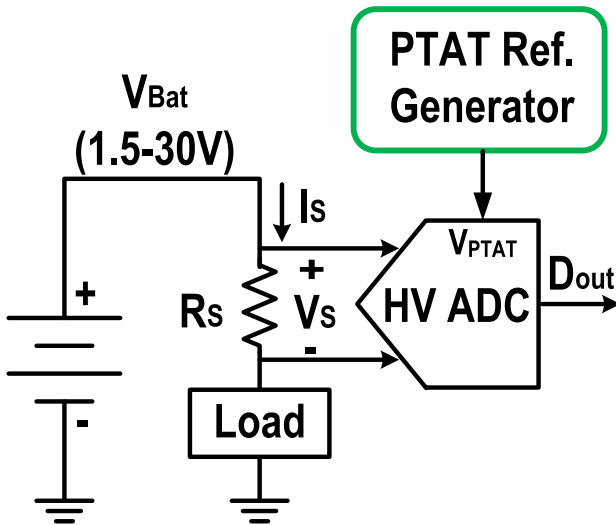 PTAT Ref.
Generator
VBat
(1.5-30V)
IS
VPTAT
Dout
+
RS
VS
HV ADC
+
-
-
Load